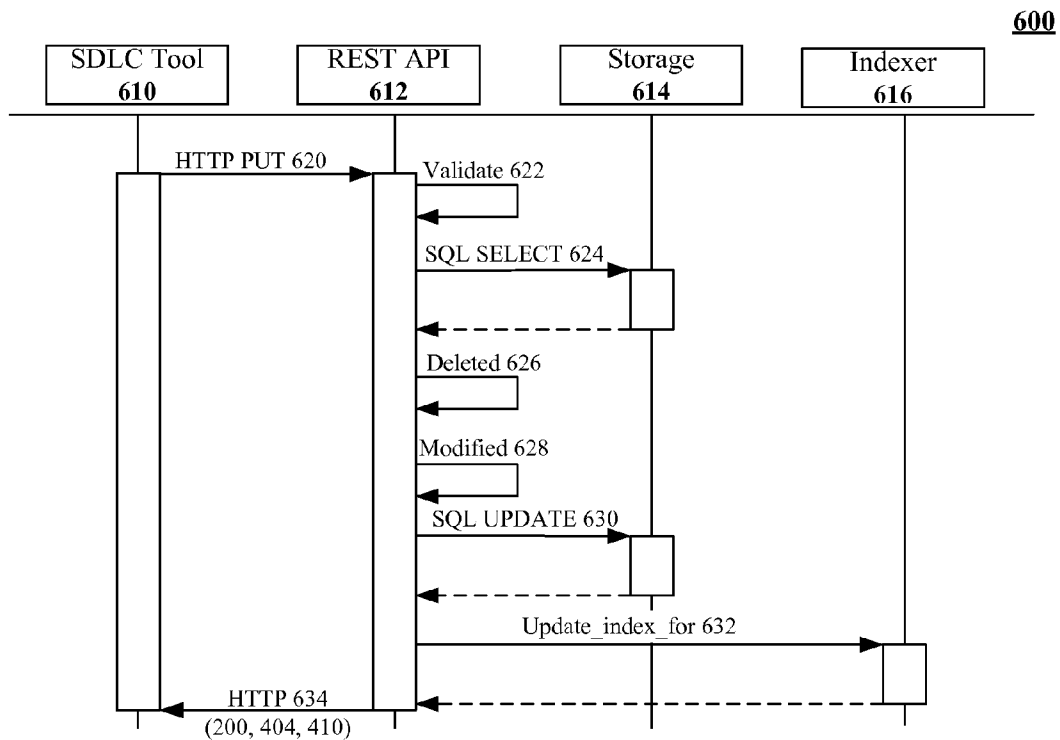 600
SDLC Tool
610
REST API
612
Storage
614
Indexer
616
HTTP PUT 620
Validate 622
SQL SELECT 624
Deleted 626
Modified 628
SQL UPDATE 630
Update_index_for 632
HTTP 634
(200, 404, 410)